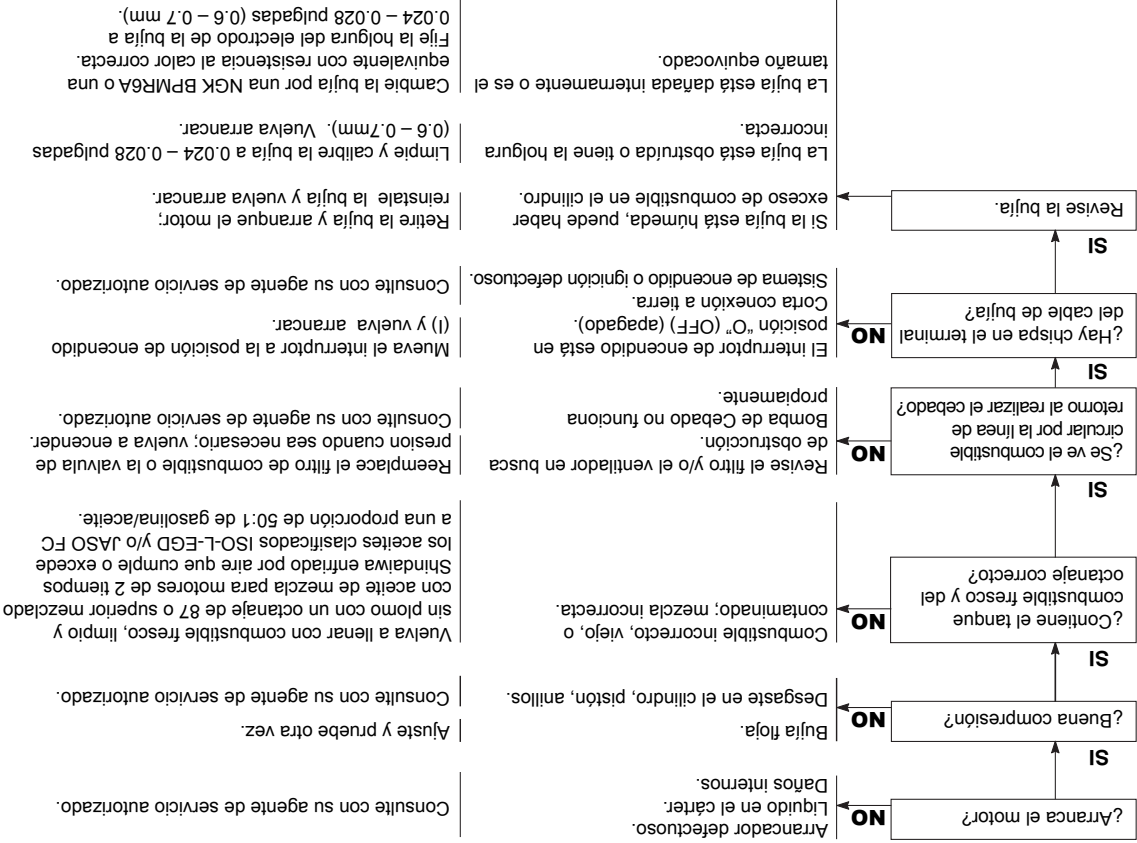 ¿Arranca el motor?
NO
Arrancador defectuoso.
Liquido en el cárter.
Daños internos.
Consulte con su agente de servicio autorizado.
SI
¿Buena compresión?
NO
Bujía floja.
Ajuste y pruebe otra vez.
Desgaste en el cilindro, pistón, anillos.
Consulte con su agente de servicio autorizado.
SI
¿Contiene el tanque
combustible fresco y del
octanaje correcto?
NO
Combustible incorrecto, viejo, o
contaminado; mezcla incorrecta.
Vuelva a llenar con combustible fresco, limpio y
sin plomo con un octanaje de 87 o superior mezclado
con aceite de mezcla para motores de 2 tiempos
Shindaiwa enfriado por aire que cumple o excede
los aceites clasificados ISO-L-EGD y/o JASO FC
a una proporción de 50:1 de gasolina/aceite.
SI
¿Se ve el combustible
circular por la línea de
retorno al realizar el cebado?
NO
Revise el filtro y/o el ventilador en busca
de obstrucción.
Bomba de Cebado no funciona
propiamente.
Reemplace el filtro de combustible o la valvula de
presion cuando sea necesario; vuelva a encender.
Consulte con su agente de servicio autorizado.
SI
¿Hay chispa en el terminal
del cable de bujía?
NO
El interruptor de encendido está en
posición "O" (OFF) (apagado).
Corta conexión a tierra.
Sistema de encendido o ignición defectuoso.
Mueva el interruptor a la posición de encendido
(I) y vuelva arrancar.
Consulte con su agente de servicio autorizado.
SI
Revise la bujía.
Si la bujía está húmeda, puede haber
exceso de combustible en el cilindro.
Retire la bujía y arranque el motor;
reinstale la bujía y vuelva arrancar.
La bujía está obstruída o tiene la holgura
incorrecta.
Limpie y calibre la bujía a 0.024 – 0.028 pulgadas
(0.6 – 0.7mm). Vuelva arrancar.
La bujía está dañada internamente o es el
tamaño equivocado.
Cambie la bujía por una NGK BPMR6A o una
equivalente con resistencia al calor correcta.
Fije la holgura del electrodo de la bujía a
0.024 – 0.028 pulgadas (0.6 – 0.7 mm).